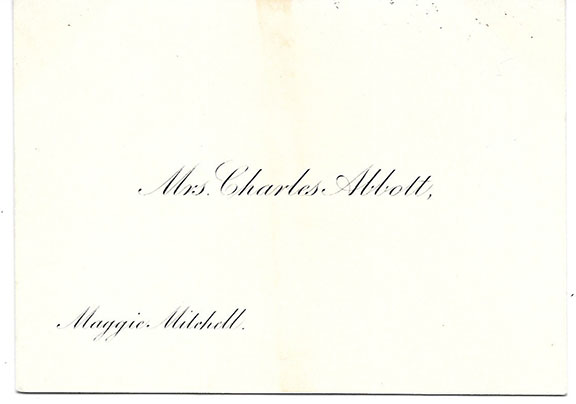 Mrs. Charles Abbott,
Maggie Mitchell.